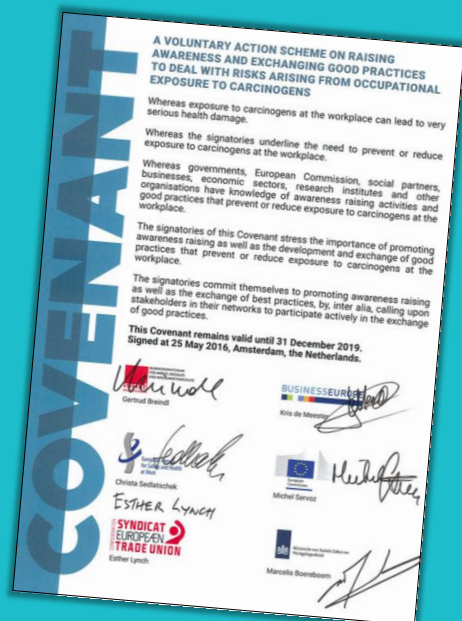 COVENANT
A VOLUNTARY ACTION SCHEME ON RAISING
AWARENESS AND EXCHANGING GOOD PRACTICES
TO DEAL WITH RISKS ARISING FROM OCCUPATIONAL
EXPOSURE TO CARCINOGENS
Whereas exposure to carcinogens at the workplace can lead to very
serious health damage.
Whereas the signatories underline the need to prevent or reduce
exposure to carcinogens at the workplace.
Whereas governments, European Commission, social partners,
businesses, economic sectors, research institutes and other
organisations have knowledge of awareness raising activities and
good practices that prevent or reduce exposure to carcinogens at the
workplace.
The signatories of this Covenant stress the importance of promoting
awareness raising as well as the development and exchange of good
practices that prevent or reduce exposure to carcinogens at the
workplace.
The signatories commit themselves to promoting awareness raising
as well as the exchange of best practices, by, inter alia, calling upon
stakeholders in their networks to participate actively in the exchange
of good practices.
This Covenant remains valid until 31 December 2019.
Signed at 25 May 2016, Amsterdam, the Netherlands.
Gertrud Breindl
BUSINESSEUROPE
Kris de Meester
for Safety and Health
at Work
Christa Sedlatschek
European
Commission
Michel Servoz
ESTHER LYNCH
SYNDICAT
EUROPEAN
TRADE UNION
Esther Lynch
Marcelis Boereboom